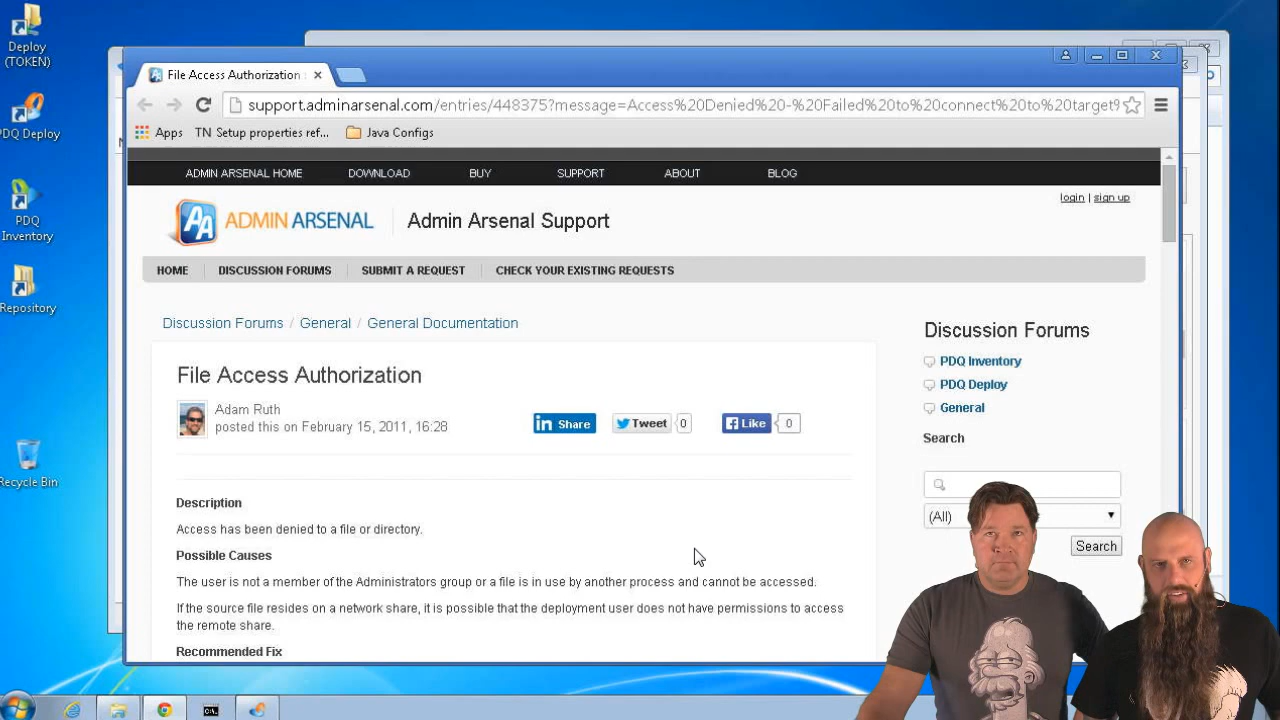 Deploy
(TOKEN)
PDQ Deploy
PDQ
Inventory
Repository
Recycle Bin
File Access Authorization
support.adminarsenal.com/entries/448375?message=Access%20Denied%20-%20Failed%20to%20connect%20to%20target%
Apps
TN Setup properties ref...
Java Configs
ADMIN ARSENAL HOME
DOWNLOAD
BUY
SUPPORT
ABOUT
BLOG
login | sign up
AA ADMIN ARSENAL
Admin Arsenal Support
HOME
DISCUSSION FORUMS
SUBMIT A REQUEST
CHECK YOUR EXISTING REQUESTS
Discussion Forums / General / General Documentation
File Access Authorization
Adam Ruth
posted this on February 15, 2011, 16:28
in Share
Tweet
0
Like
0
Description
Access has been denied to a file or directory.
Possible Causes
The user is not a member of the Administrators group or a file is in use by another process and cannot be accessed.
If the source file resides on a network share, it is possible that the deployment user does not have permissions to access
the remote share.
Recommended Fix
Discussion Forums
PDQ Inventory
PDQ Deploy
General
Search
(All)
Search